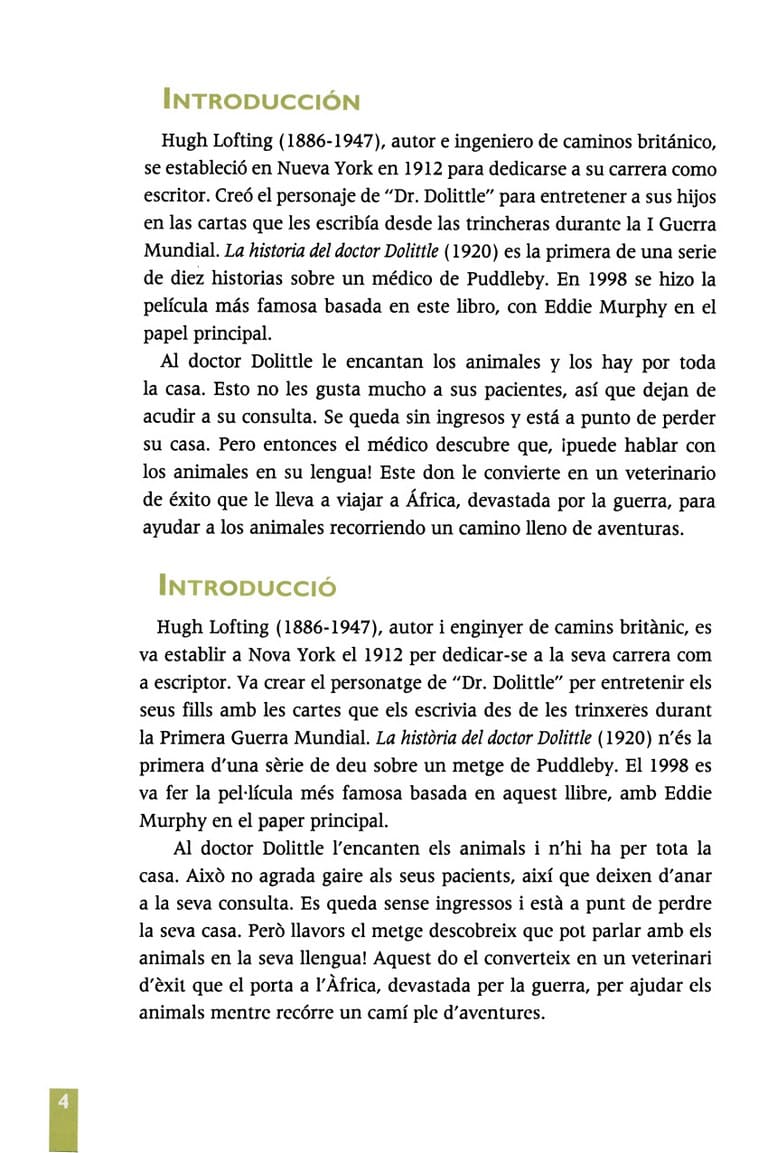 INTRODUCCIÓN
Hugh Lofting (1886-1947), autor e ingeniero de caminos británico,
se estableció en Nueva York en 1912 para dedicarse a su carrera como
escritor. Creó el personaje de “Dr. Dolittle” para entretener a sus hijos
en las cartas que les escribía desde las trincheras durante la I Guerra
Mundial. La historia del doctor Dolittle (1920) es la primera de una serie
de diez historias sobre un médico de Puddleby. En 1998 se hizo la
película más famosa basada en este libro, con Eddie Murphy en el
papel principal.
Al doctor Dolittle le encantan los animales y los hay por toda
la casa. Esto no les gusta mucho a sus pacientes, así que dejan de
acudir a su consulta. Se queda sin ingresos y está a punto de perder
su casa. Pero entonces el médico descubre que, ¡puede hablar con
los animales en su lengua! Este don le convierte en un veterinario
de éxito que le lleva a viajar a África, devastada por la guerra, para
ayudar a los animales recorriendo un camino lleno de aventuras.
INTRODUCCIÓ
Hugh Lofting (1886-1947), autor i enginyer de camins britànic, es
va establir a Nova York el 1912 per dedicar-se a la seva carrera com
a escriptor. Va crear el personatge de “Dr. Dolittle” per entretenir els
seus fills amb les cartes que els escrivia des de les trinxeres durant
la Primera Guerra Mundial. La història del doctor Dolittle (1920) n’és la
primera d’una sèrie de deu sobre un metge de Puddleby. El 1998 es
va fer la pel·lícula més famosa basada en aquest llibre, amb Eddie
Murphy en el paper principal.
Al doctor Dolittle l’encanten els animals i n’hi ha per tota la
casa. Això no agrada gaire als seus pacients, així que deixen d’anar
a la seva consulta. Es queda sense ingressos i està a punt de perdre
la seva casa. Però llavors el metge descobreix que pot parlar amb els
animals en la seva llengua! Aquest do el converteix en un veterinari
d’èxit que el porta a l’Àfrica, devastada per la guerra, per ajudar els
animals mentre recórre un camí ple d’aventures.
4